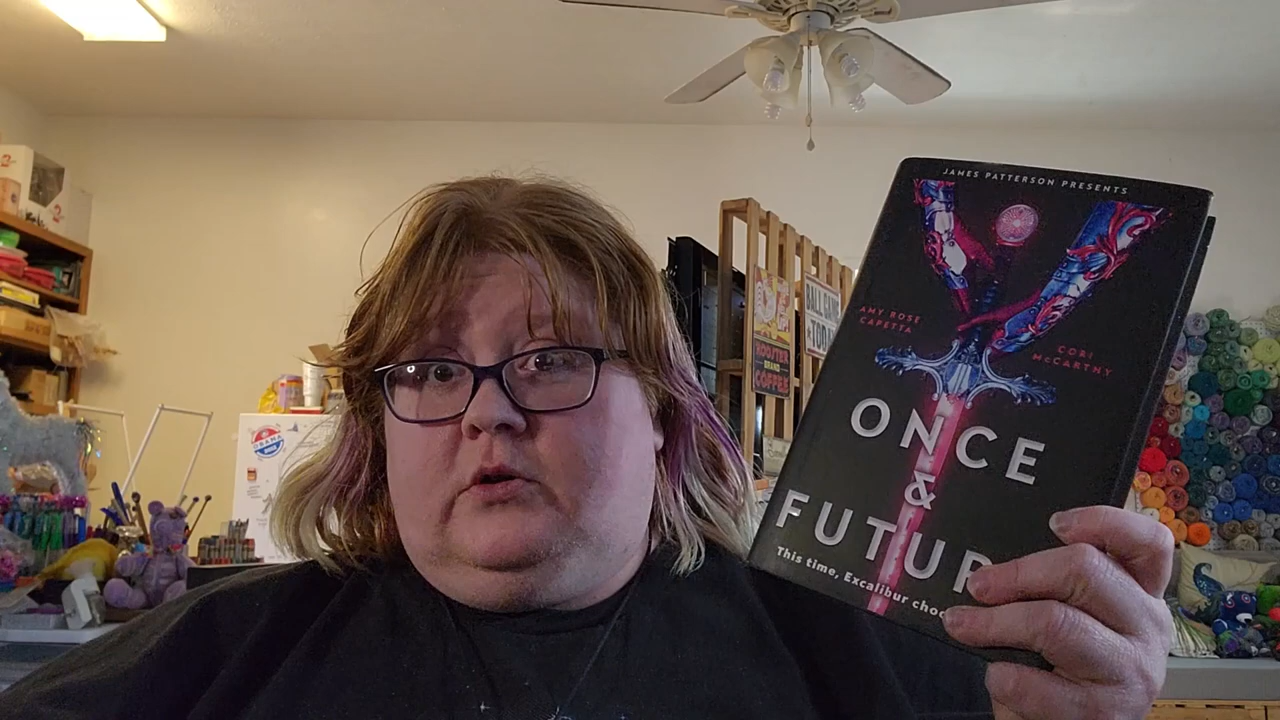 JAMES PATTERSON PRESENTS
AMY ROSE
CAPETTA
CORI
McCARTHY
ONCE
&
FUTUR
This time, Excalibur choo
BALL GAME
TODAY
ROOSTER
BRAND
COFFEE
OBAMA